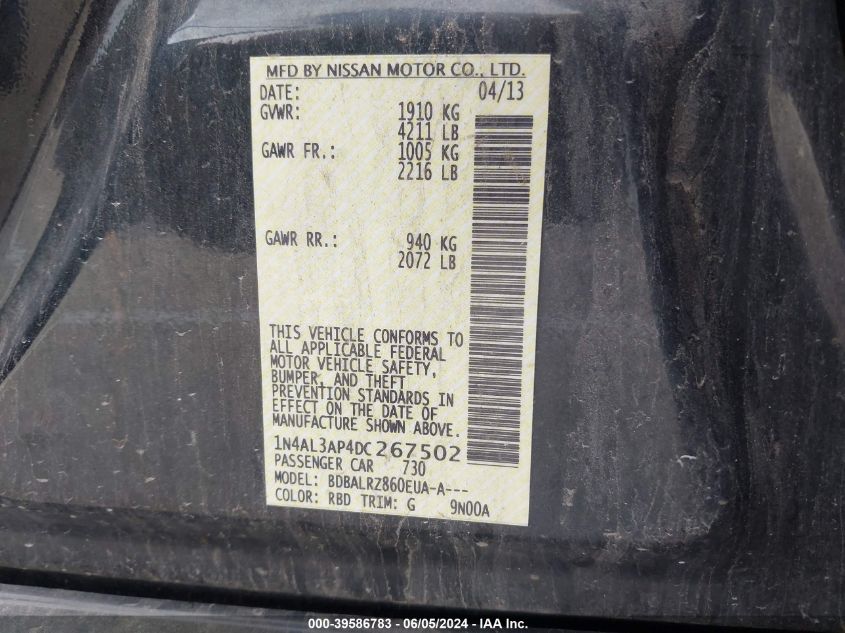 MFD BY NISSAN MOTOR CO., LTD.
DATE: 04/13
GVWR: 1910 KG
4211 LB
GAWR FR.: 1005 KG
2216 LB
GAWR RR.: 940 KG
2072 LB
THIS VEHICLE CONFORMS TO
ALL APPLICABLE FEDERAL
MOTOR VEHICLE SAFETY,
BUMPER, AND THEFT
PREVENTION STANDARDS IN
EFFECT ON THE DATE OF
MANUFACTURE SHOWN ABOVE.
1N4AL3AP4DC267502
PASSENGER CAR 730
MODEL: BDBALRZ860EUA-A---
COLOR: RBD TRIM: G 9N00A
000-39586783 - 06/05/2024 - IAA Inc.